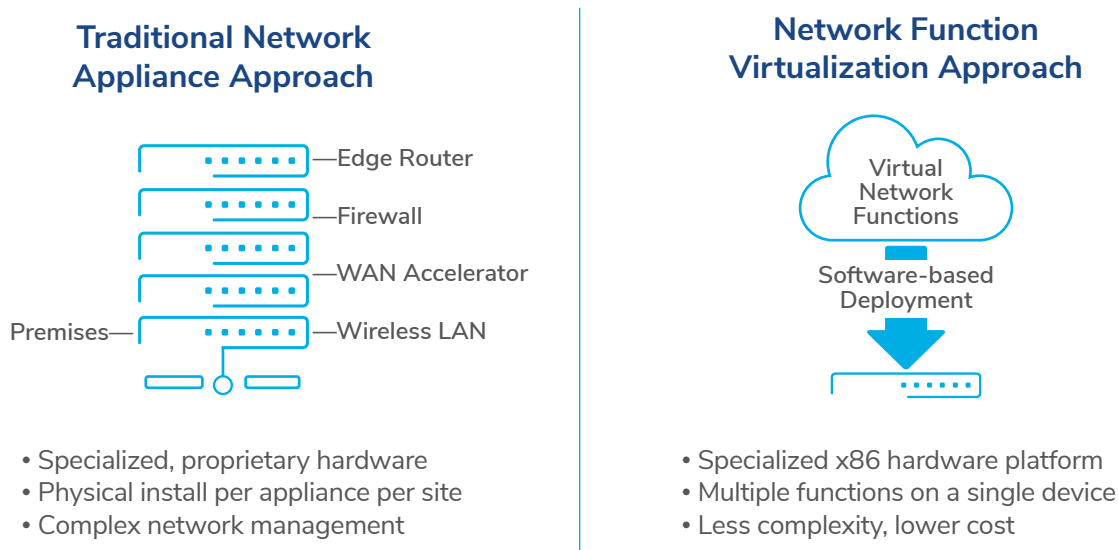 Traditional Network
Appliance Approach
Edge Router
Firewall
WAN Accelerator
Premises
Wireless LAN
• Specialized, proprietary hardware
• Physical install per appliance per site
• Complex network management
Network Function
Virtualization Approach
Virtual
Network
Functions
Software-based
Deployment
• Specialized x86 hardware platform
• Multiple functions on a single device
• Less complexity, lower cost